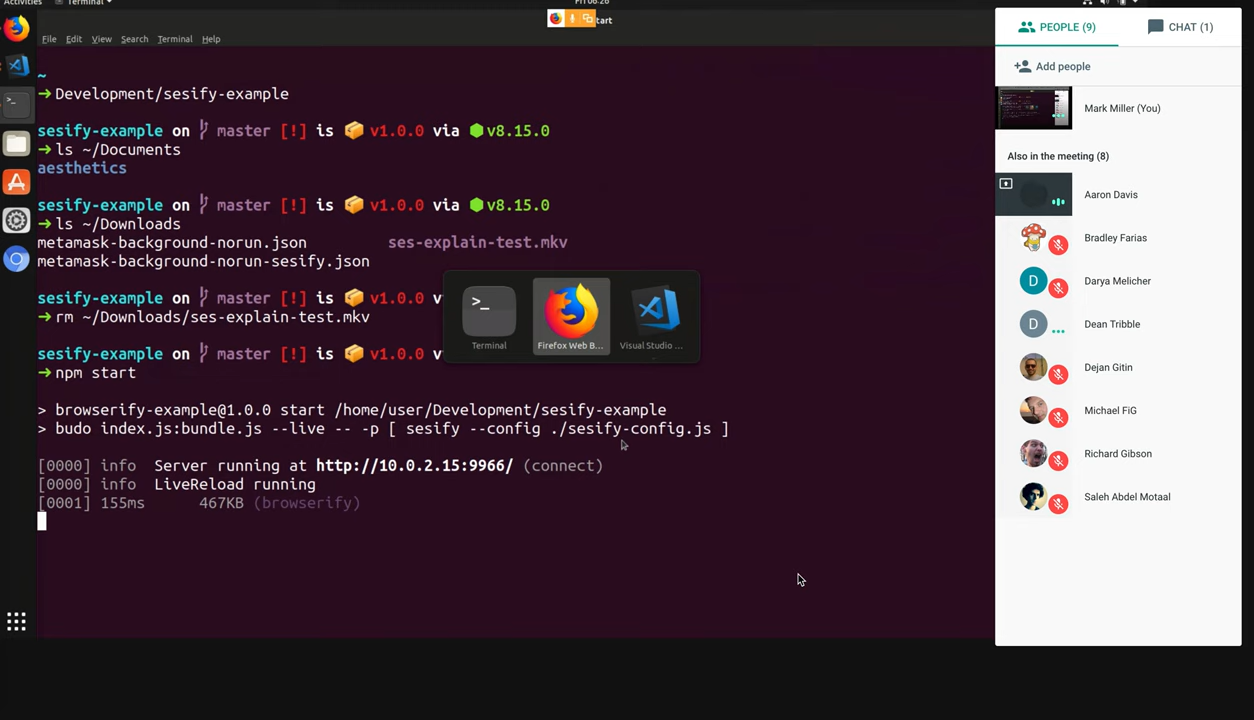 Activities Terminal Fri 06:26
tart
File Edit View Search Terminal Help
~
➜ Development/sesify-example
sesify-example on master [!] is 📦 v1.0.0 via ⬢ v8.15.0
➜ ls ~/Documents
aesthetics
sesify-example on master [!] is 📦 v1.0.0 via ⬢ v8.15.0
➜ ls ~/Downloads
metamask-background-norun.json ses-explain-test.mkv
metamask-background-norun-sesify.json
sesify-example on master [!] is 📦 v1.0.0 v
➜ rm ~/Downloads/ses-explain-test.mkv
sesify-example on master [!] is 📦 v1.0.0 v
➜ npm start
> browserify-example@1.0.0 start /home/user/Development/sesify-example
> budo index.js:bundle.js --live -- -p [ sesify --config ./sesify-config.js ]
[0000] info Server running at http://10.0.2.15:9966/ (connect)
[0000] info LiveReload running
[0001] 155ms 467KB (browserify)
>_
Terminal
Firefox Web B...
Visual Studio ...
PEOPLE (9)
CHAT (1)
Add people
Mark Miller (You)
Also in the meeting (8)
Aaron Davis
Bradley Farias
D
Darya Melicher
D
Dean Tribble
Dejan Gitin
Michael FiG
Richard Gibson
Saleh Abdel Motaal